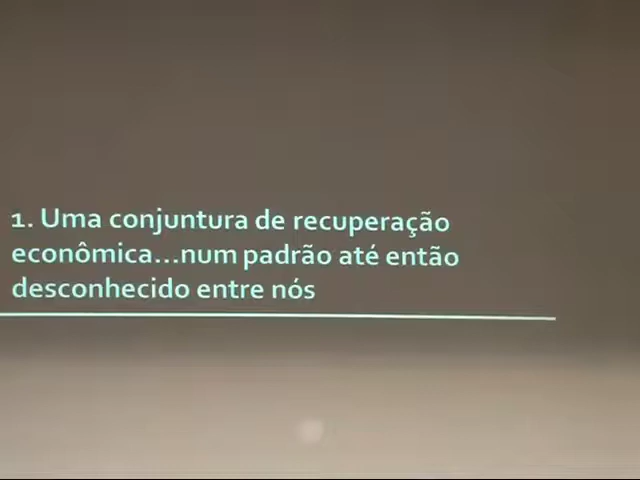 1. Uma conjuntura de recuperação
econômica...num padrão até então
desconhecido entre nós